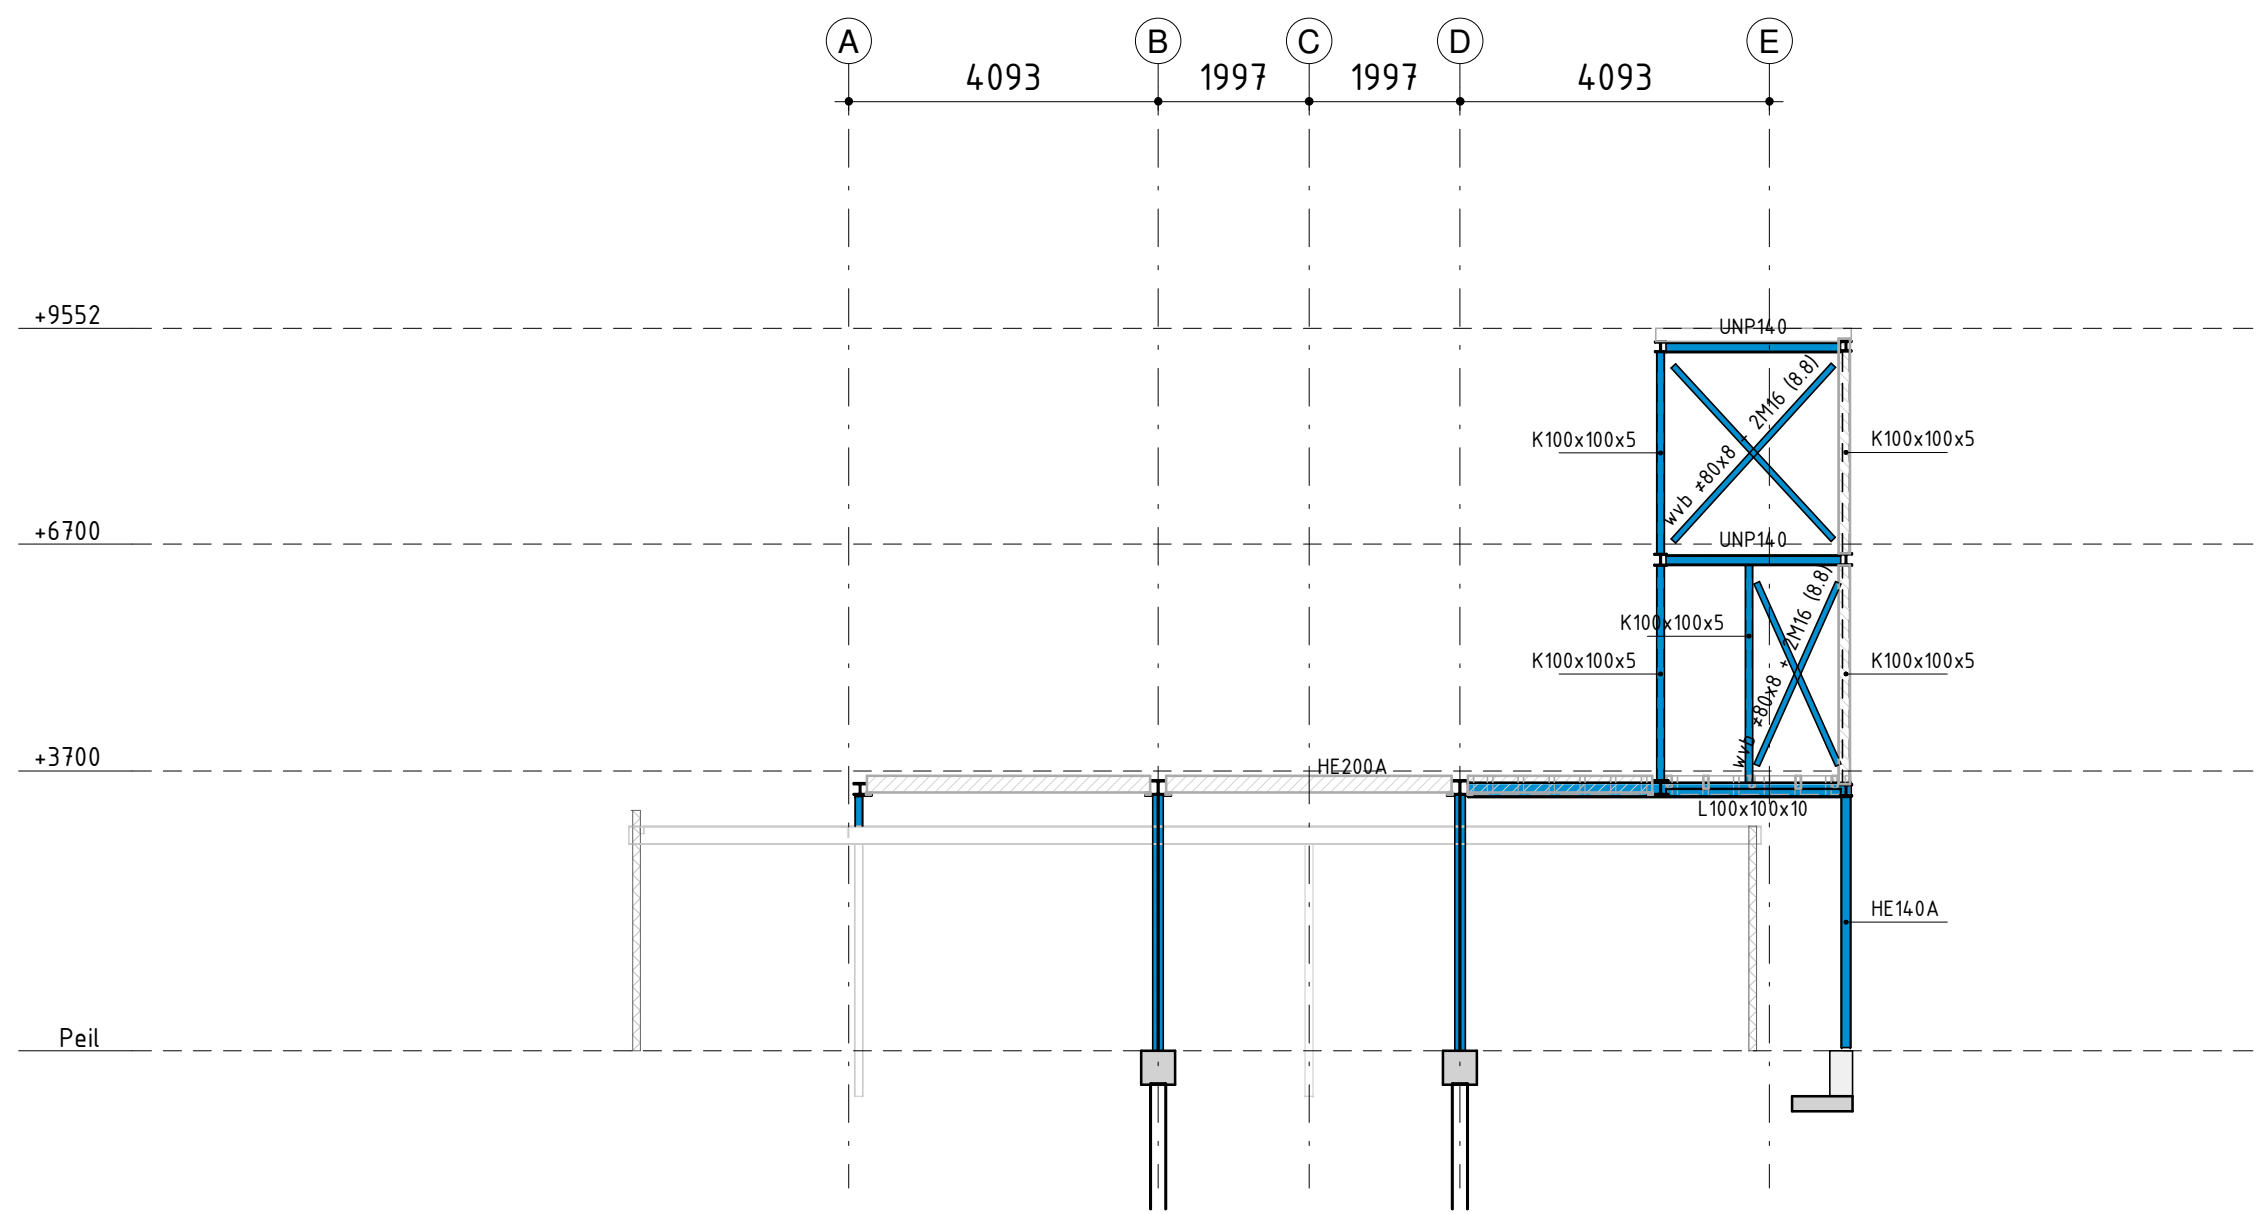 A B C D E
4093 1997 1997 4093
+9552
UNP140
wvb ≠80x8 + 2M16 (8.8)
K100x100x5 K100x100x5
+6700
UNP140
wvb ≠80x8 + 2M16 (8.8)
K100x100x5
K100x100x5 K100x100x5
+3700
HE200A
L100x100x10
HE140A
Peil